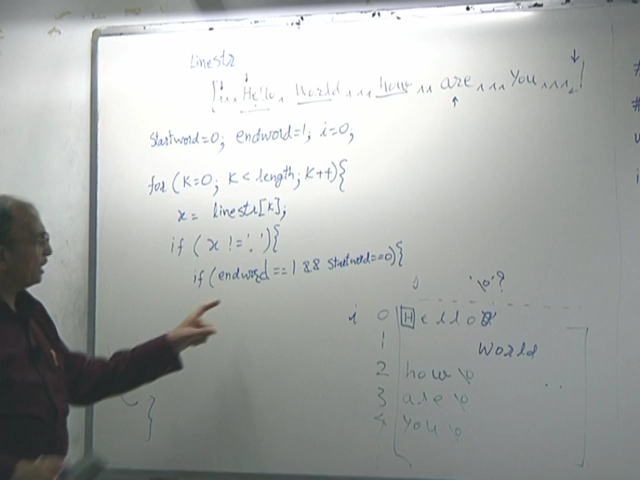 linestr
[... Hello . World ... how .. are ... You ....]
startword=0; endword=1; i=0,
for (k=0; k < length; k++){
x = linestr[k];
if ( x !='.'){
if (endword==1 && startword==0){
j '\0'?
i 0 Hello\0
1 World
2 how \0
3 are \0
4 you \0
}
#
#